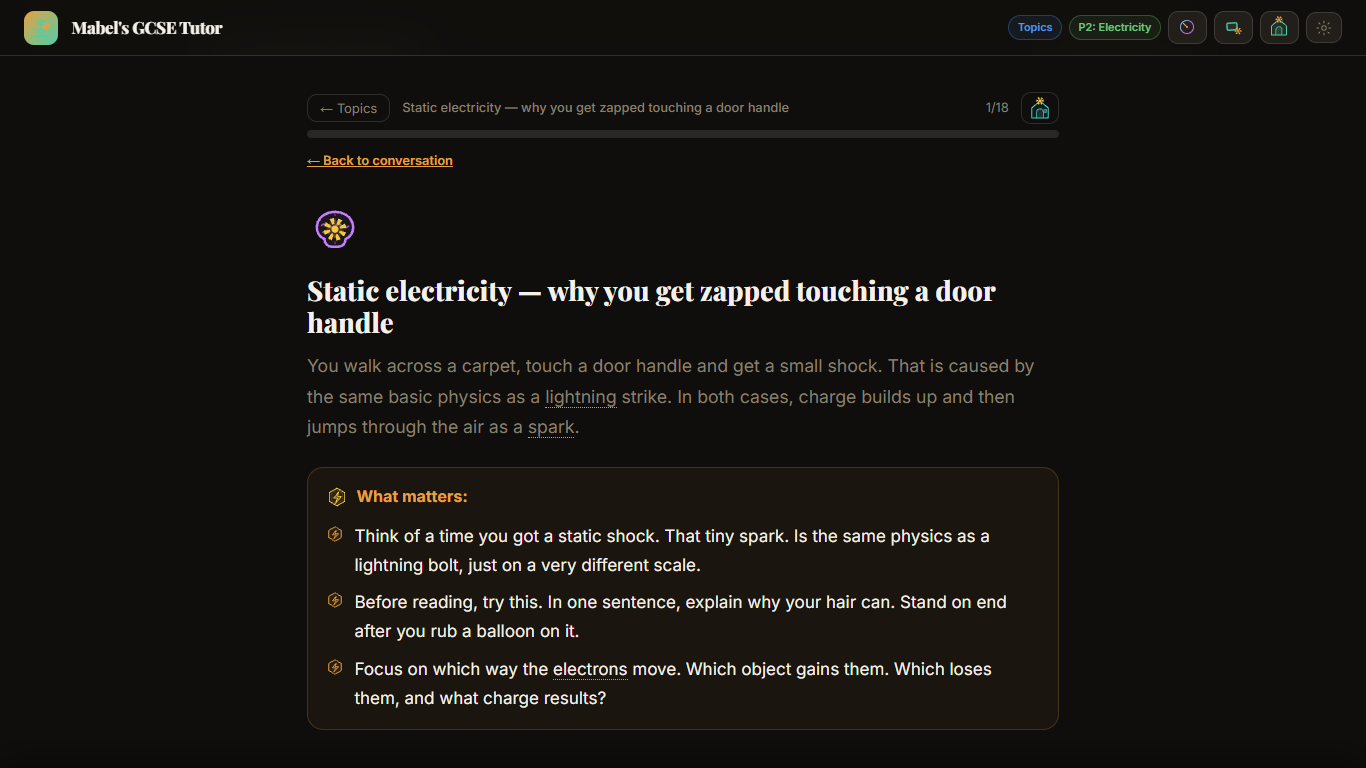 Mabel's GCSE Tutor
Topics
P2: Electricity
← Topics
Static electricity — why you get zapped touching a door handle
1/18
← Back to conversation
Static electricity — why you get zapped touching a door
handle
You walk across a carpet, touch a door handle and get a small shock. That is caused by
the same basic physics as a lightning strike. In both cases, charge builds up and then
jumps through the air as a spark.
What matters:
Think of a time you got a static shock. That tiny spark. Is the same physics as a
lightning bolt, just on a very different scale.
Before reading, try this. In one sentence, explain why your hair can. Stand on end
after you rub a balloon on it.
Focus on which way the electrons move. Which object gains them. Which loses
them, and what charge results?